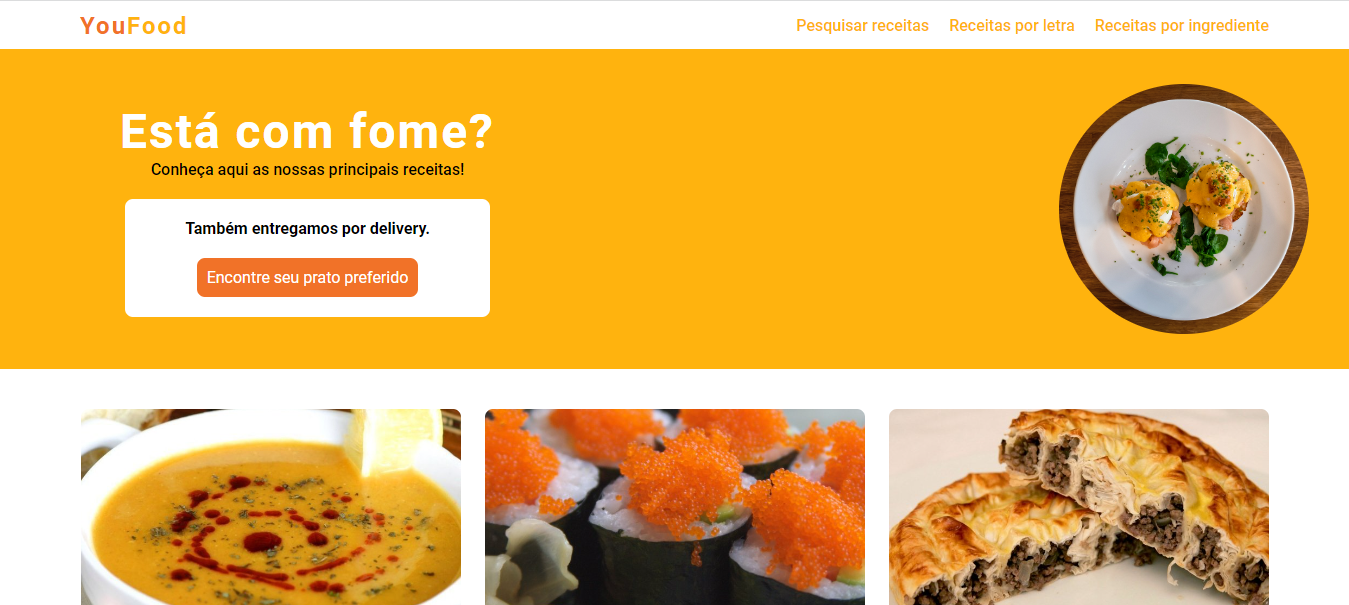 YouFood
Pesquisar receitas
Receitas por letra
Receitas por ingrediente
Está com fome?
Conheça aqui as nossas principais receitas!
Também entregamos por delivery.
Encontre seu prato preferido